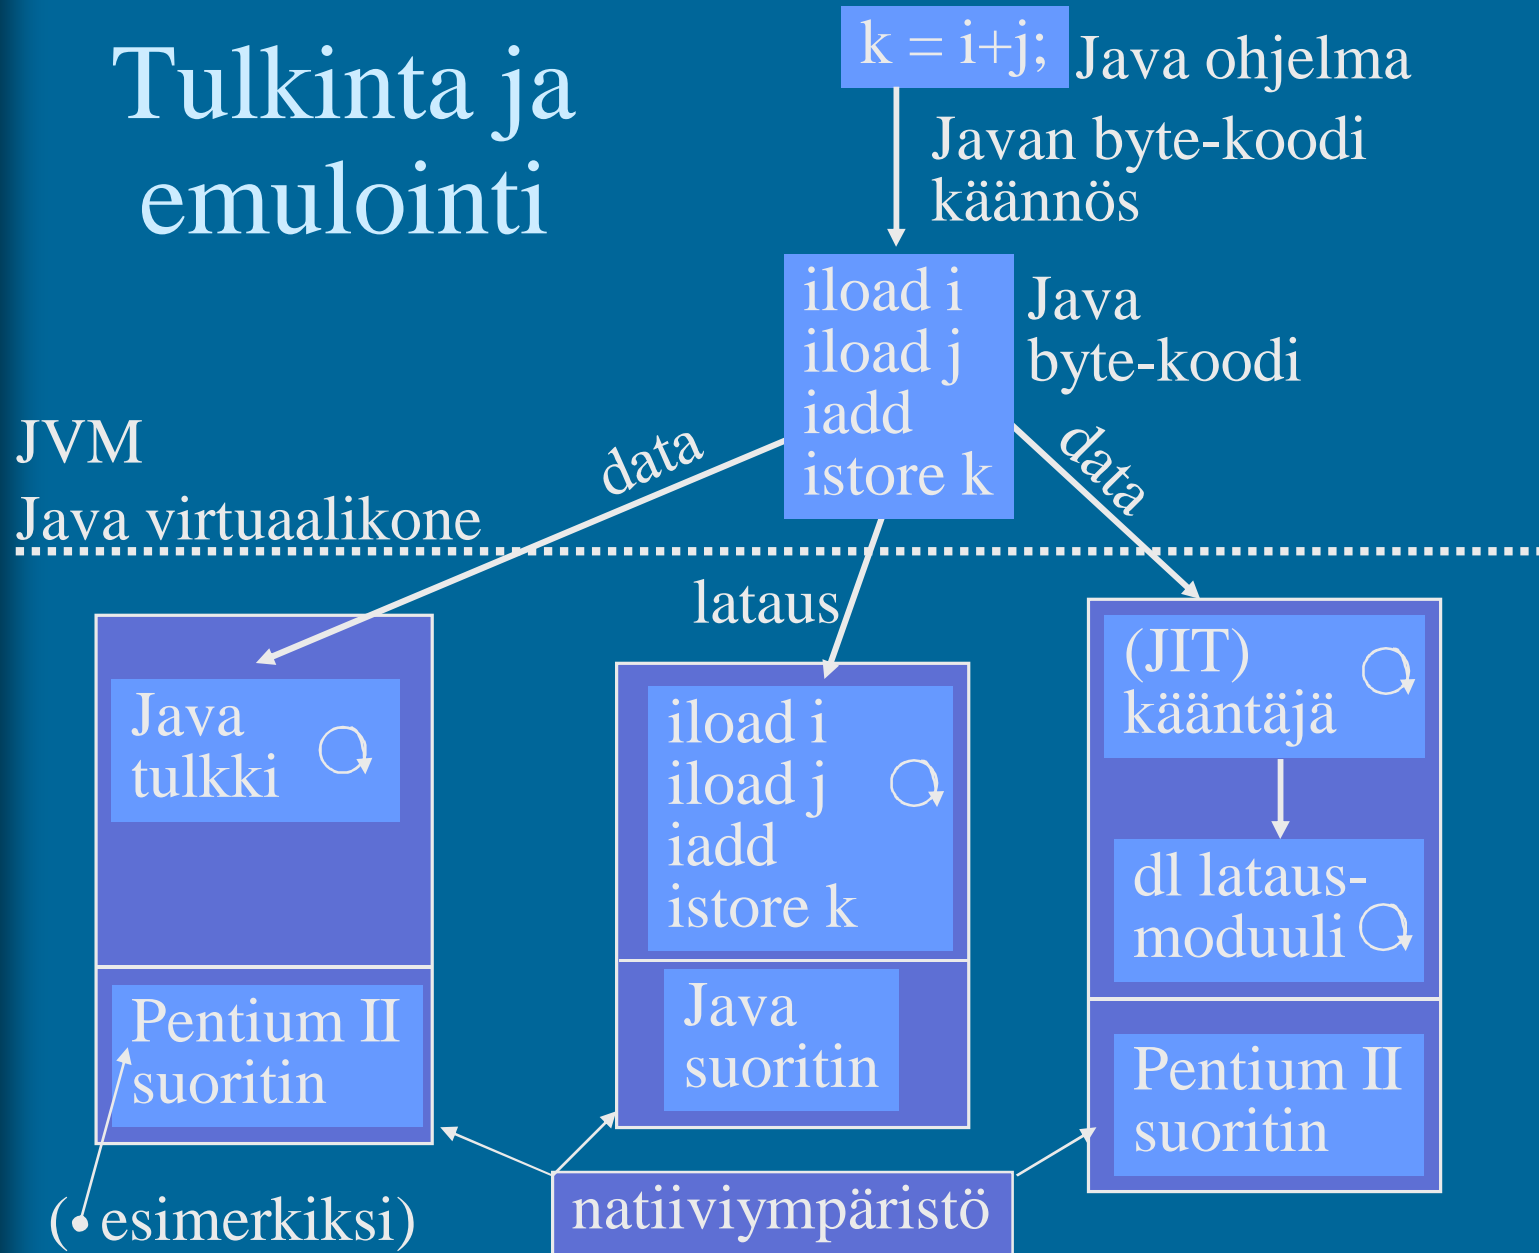 Tulkinta ja
emulointi
k = i+j;
Java ohjelma
Javan byte-koodi
käännös
iload i
iload j
iadd
istore k
Java
byte-koodi
JVM
Java virtuaalikone
data
data
lataus
Java
tulkki
Pentium II
suoritin
iload i
iload j
iadd
istore k
Java
suoritin
(JIT)
kääntäjä
dl lataus-
moduuli
Pentium II
suoritin
(• esimerkiksi)
natiiviympäristö